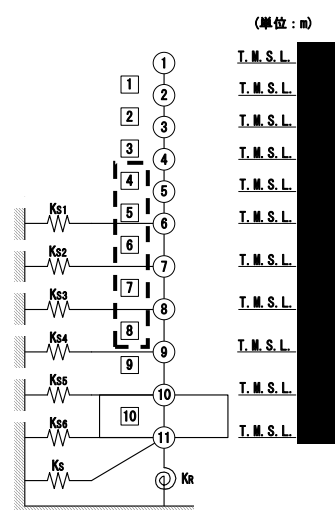 (単位：m)
① T.M.S.L.
1
② T.M.S.L.
2
③ T.M.S.L.
3
④ T.M.S.L.
4
⑤ T.M.S.L.
5
KS1 ⑥ T.M.S.L.
6
KS2 ⑦ T.M.S.L.
7
KS3 ⑧ T.M.S.L.
8
KS4 ⑨ T.M.S.L.
9
KS5 ⑩ T.M.S.L.
10
KS6 ⑪ T.M.S.L.
KS KR